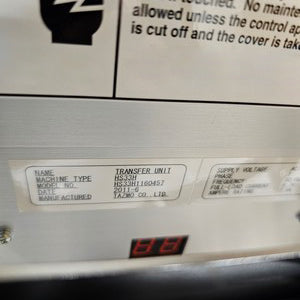 touched. No mainte
allowed unless the control ap
is cut off and the cover is take
NAME TRANSFER UNIT
MACHINE TYPE HS33H
MODEL NO. HS33H1160457
DATE 2011-6
MANUFACTURED TAZMO CO., LTD.
SUPPLY VOLTAGE
PHASE
FREQUENCY
FULL-LOAD CURRENT
AMPERE RATING